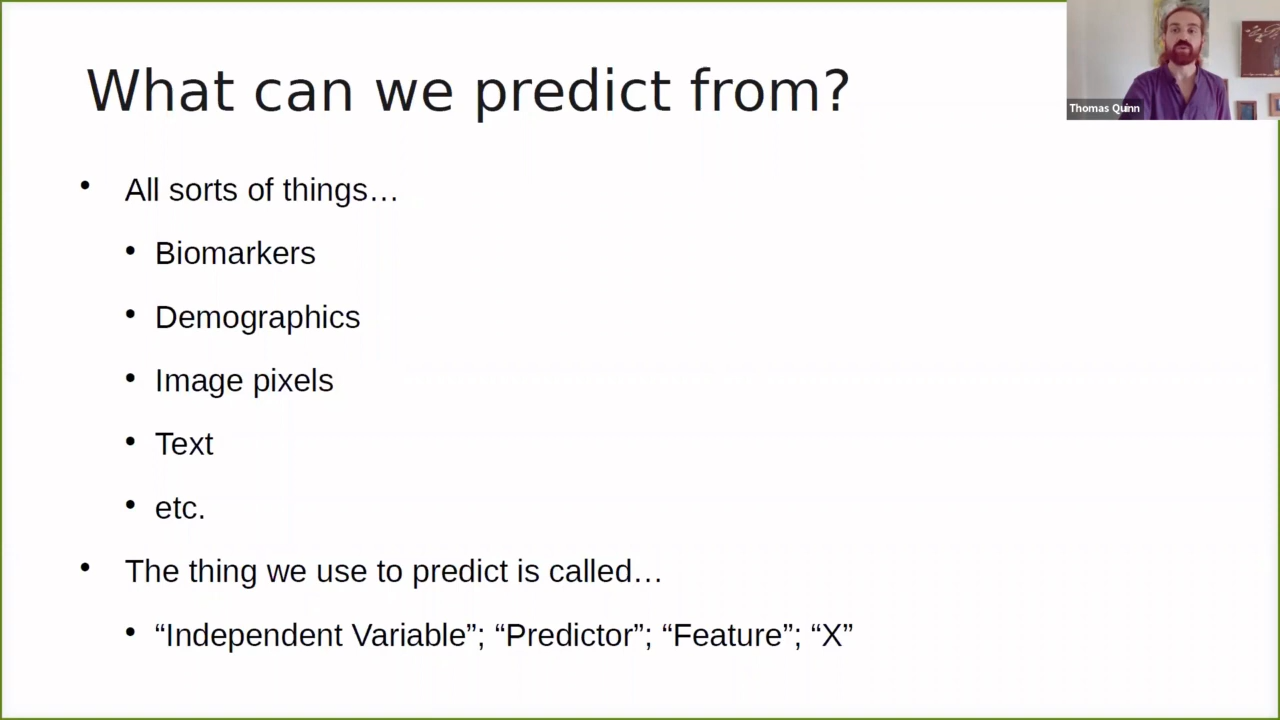 What can we predict from?
Thomas Quinn
• All sorts of things…
• Biomarkers
• Demographics
• Image pixels
• Text
• etc.
• The thing we use to predict is called…
• “Independent Variable”; “Predictor”; “Feature”; “X”